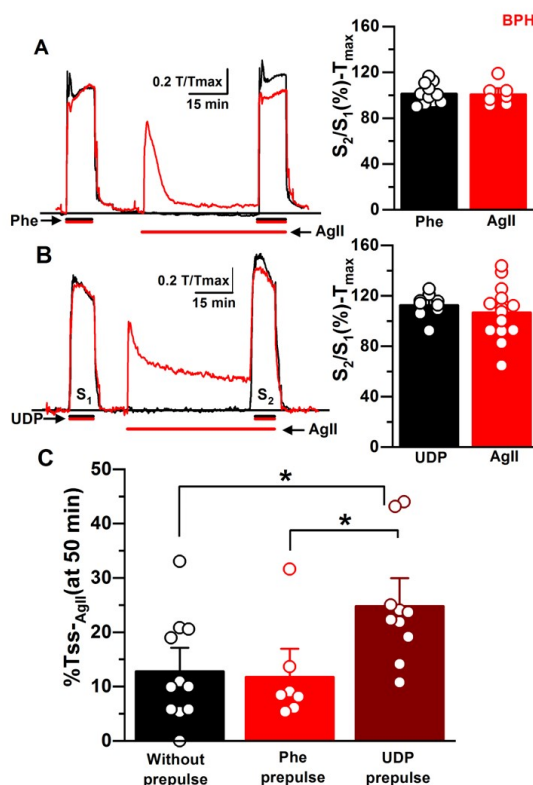 BPH
A
0.2 T/Tmax
15 min
Phe
AgII
S2/S1(%)-Tmax
160
120
80
40
0
Phe AgII
B
0.2 T/Tmax
15 min
S1 S2
UDP
AgII
S2/S1(%)-Tmax
160
120
80
40
0
UDP AgII
C
%Tss-AgII(at 50 min)
50
40
30
20
10
0
* 
*
Without prepulse
Phe prepulse
UDP prepulse